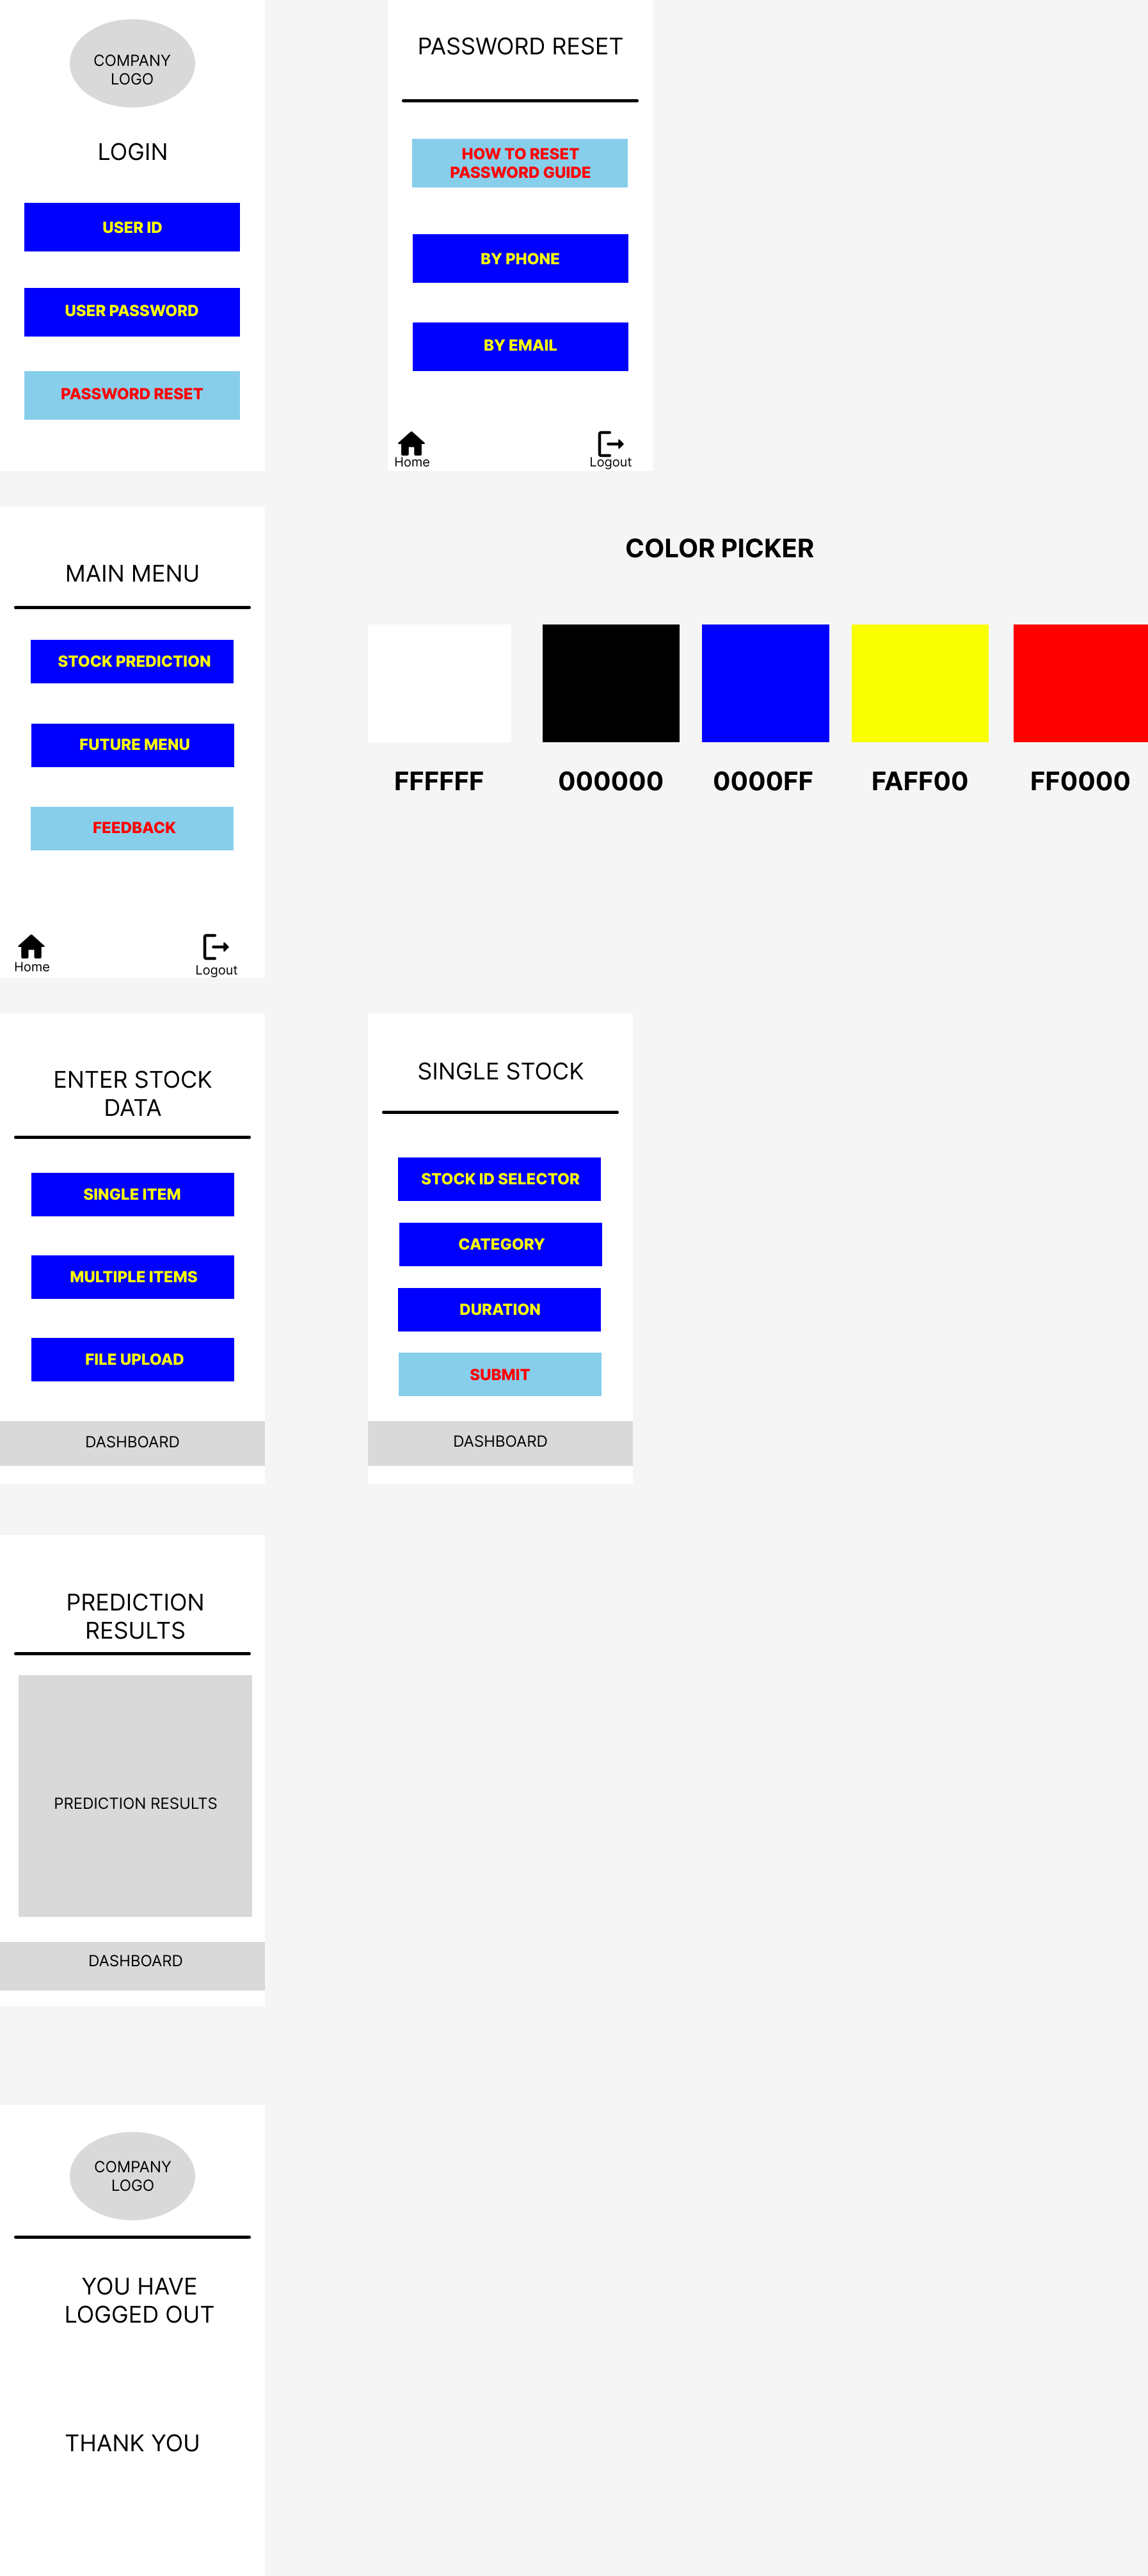 COMPANY
LOGO
LOGIN
USER ID
USER PASSWORD
PASSWORD RESET
PASSWORD RESET
HOW TO RESET
PASSWORD GUIDE
BY PHONE
BY EMAIL
Home
Logout
MAIN MENU
STOCK PREDICTION
FUTURE MENU
FEEDBACK
Home
Logout
COLOR PICKER
FFFFFF
000000
0000FF
FAFF00
FF0000
ENTER STOCK
DATA
SINGLE ITEM
MULTIPLE ITEMS
FILE UPLOAD
DASHBOARD
SINGLE STOCK
STOCK ID SELECTOR
CATEGORY
DURATION
SUBMIT
DASHBOARD
PREDICTION
RESULTS
PREDICTION RESULTS
DASHBOARD
COMPANY
LOGO
YOU HAVE
LOGGED OUT
THANK YOU